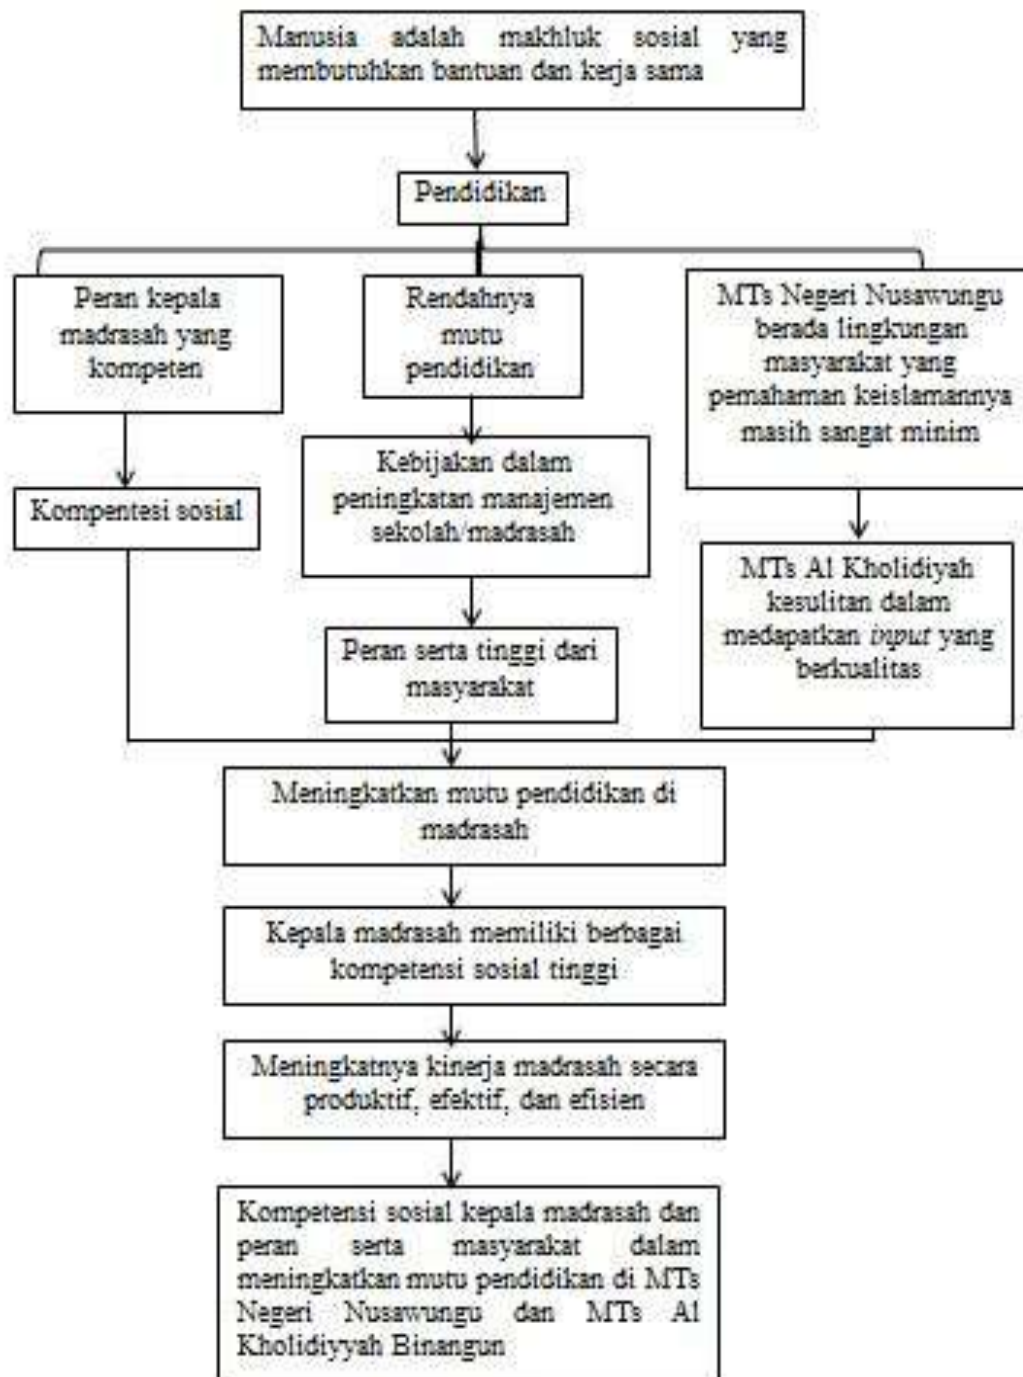 Manusia adalah makhluk sosial yang
membutuhkan bantuan dan kerja sama
Pendidikan
Peran kepala
madrasah yang
kompeten
Rendahnya
mutu
pendidikan
MTs Negeri Nusawungu
berada lingkungan
masyarakat yang
pemahaman keislamannya
masih sangat minim
Kompentesi sosial
Kebijakan dalam
peningkatan manajemen
sekolah/madrasah
MTs Al Kholidiyah
kesulitan dalam
medapatkan input yang
berkualitas
Peran serta tinggi dari
masyarakat
Meningkatkan mutu pendidikan di
madrasah
Kepala madrasah memiliki berbagai
kompetensi sosial tinggi
Meningkatnya kinerja madrasah secara
produktif, efektif, dan efisien
Kompetensi sosial kepala madrasah dan
peran serta masyarakat dalam
meningkatkan mutu pendidikan di MTs
Negeri Nusawungu dan MTs Al
Kholidiyyah Binangun